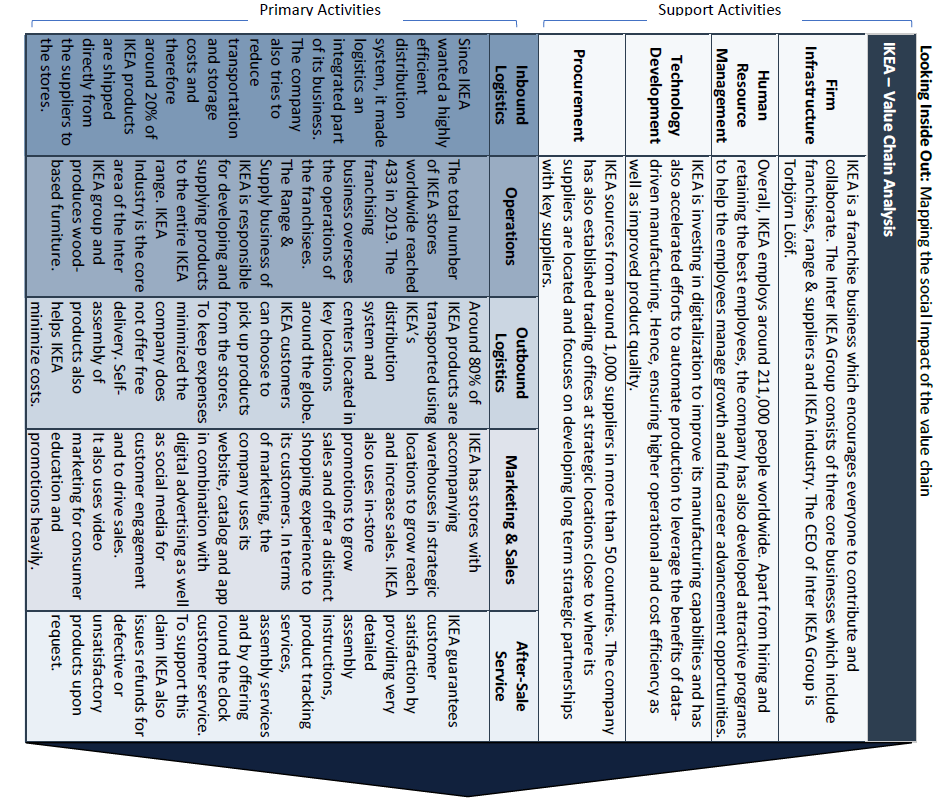 Primary Activities
Support Activities
Looking Inside Out: Mapping the social Impact of the value chain
IKEA – Value Chain Analysis
Firm
Infrastructure
IKEA is a franchise business which encourages everyone to contribute and
collaborate. The Inter IKEA Group consists of three core businesses which include
franchises, range & suppliers and IKEA industry. The CEO of Inter IKEA Group is
Torbjörn Lööf.
Human
Resource
Management
Overall, IKEA employs around 211,000 people worldwide. Apart from hiring and
retaining the best employees, the company has also developed attractive programs
to help the employees manage growth and find career advancement opportunities.
Technology
Development
IKEA is investing in digitalization to improve its manufacturing capabilities and has
also accelerated efforts to automate production to leverage the benefits of data-
driven manufacturing. Hence, ensuring higher operational and cost efficiency as
well as improved product quality.
Procurement
IKEA sources from around 1,000 suppliers in more than 50 countries. The company
has also established trading offices at strategic locations close to where its
suppliers are located and focuses on developing long term strategic partnerships
with key suppliers.
Inbound
Logistics
Since IKEA
wanted a highly
efficient
distribution
system, it made
logistics an
integrated part
of its business.
The company
also tries to
reduce
transportation
and storage
costs and
therefore
around 20% of
IKEA products
are shipped
directly from
the suppliers to
the stores.
Operations
The total number
of IKEA stores
worldwide reached
433 in 2019. The
franchising
business oversees
the operations of
the franchisees.
The Range &
Supply business of
IKEA is responsible
for developing and
supplying products
to the entire IKEA
range. IKEA
Industry is the core
area of the Inter
IKEA group and
produces wood-
based furniture.
Outbound
Logistics
Around 80% of
IKEA products are
transported using
IKEA’s
distribution
system and
centers located in
key locations
around the globe.
IKEA customers
can choose to
pick up products
from the stores.
To keep expenses
minimized the
company does
not offer free
delivery. Self-
assembly of
products also
helps IKEA
minimize costs.
Marketing & Sales
IKEA has stores with
accompanying
warehouses in strategic
locations to grow reach
and increase sales. IKEA
also uses in-store
promotions to grow
sales and offer a distinct
shopping experience to
its customers. In terms
of marketing, the
company uses its
website, catalog and app
in combination with
digital advertising as well
as social media for
customer engagement
and to drive sales.
It also uses video
marketing for consumer
education and
promotions heavily.
After-Sale
Service
IKEA guarantees
customer
satisfaction by
providing very
detailed
assembly
instructions,
product tracking
services,
assembly services
and by offering
round the clock
customer service.
To support this
claim IKEA also
issues refunds for
defective or
unsatisfactory
products upon
request.